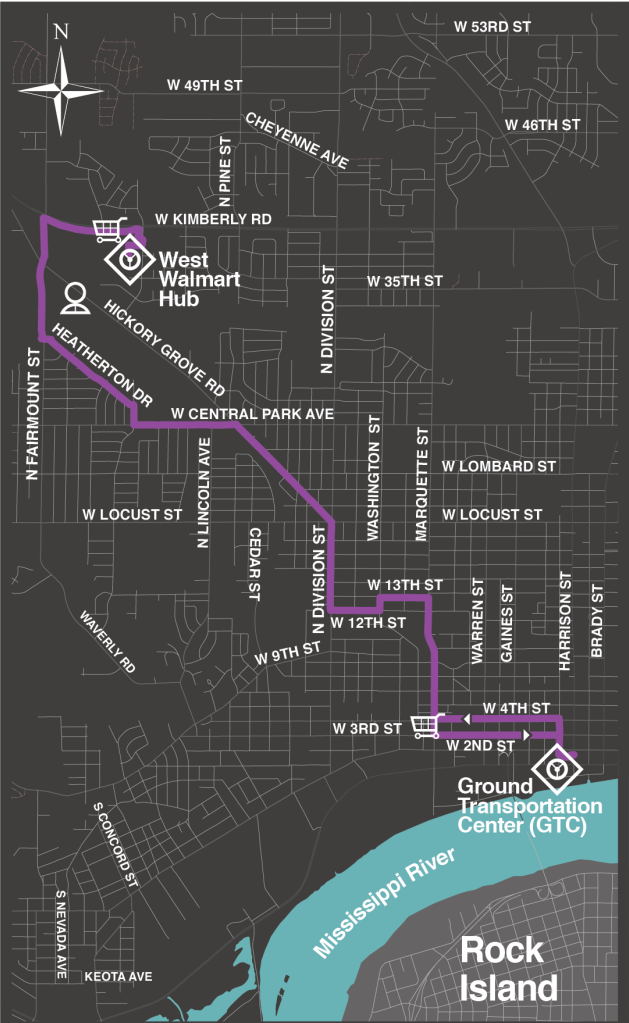 N
W 53RD ST
W 49TH ST
CHEYENNE AVE
W 46TH ST
N PINE ST
W KIMBERLY RD
West
Walmart
Hub
N DIVISION ST
W 35TH ST
HICKORY GROVE RD
HEATHERTON DR
N FAIRMOUNT ST
W CENTRAL PARK AVE
N LINCOLN AVE
WASHINGTON ST
MARQUETTE ST
W LOMBARD ST
W LOCUST ST
W LOCUST ST
CEDAR ST
N DIVISION ST
W 13TH ST
W 12TH ST
WARREN ST
GAINES ST
HARRISON ST
BRADY ST
WAVERLY RD
W 9TH ST
W 4TH ST
W 3RD ST
W 2ND ST
Ground
Transportation
Center (GTC)
S CONCORD ST
Mississippi River
S NEVADA AVE
KEOTA AVE
Rock
Island